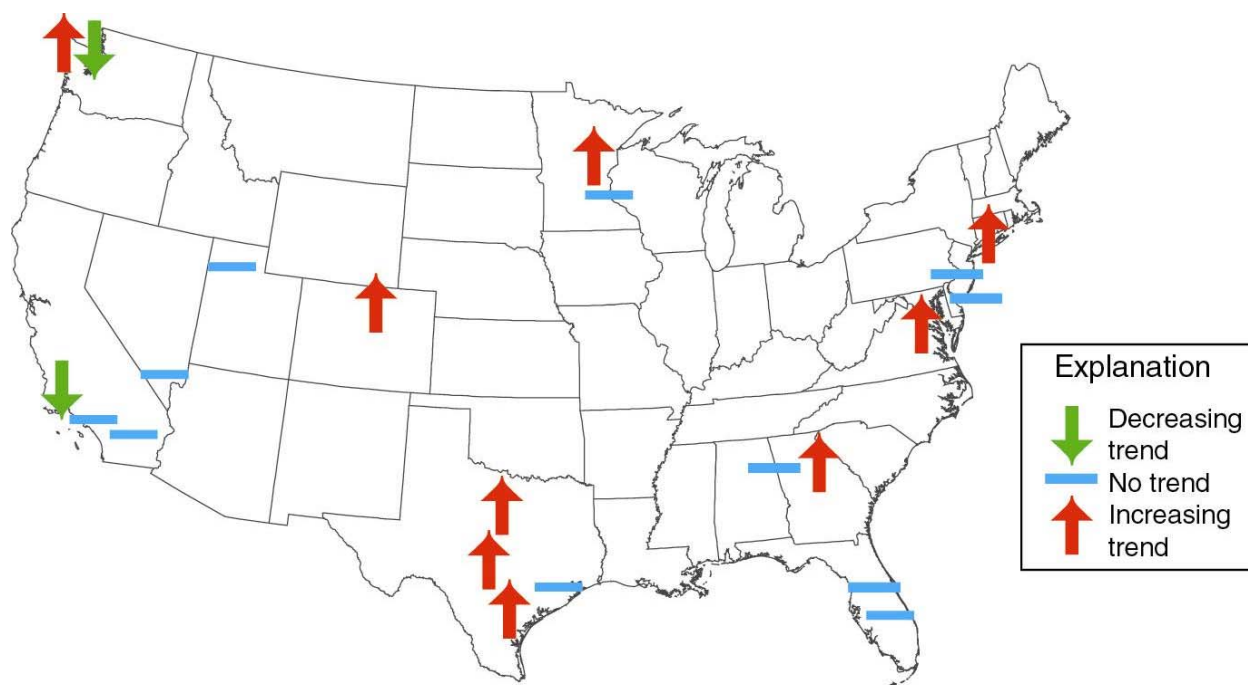 Explanation
Decreasing
trend
No trend
Increasing
trend